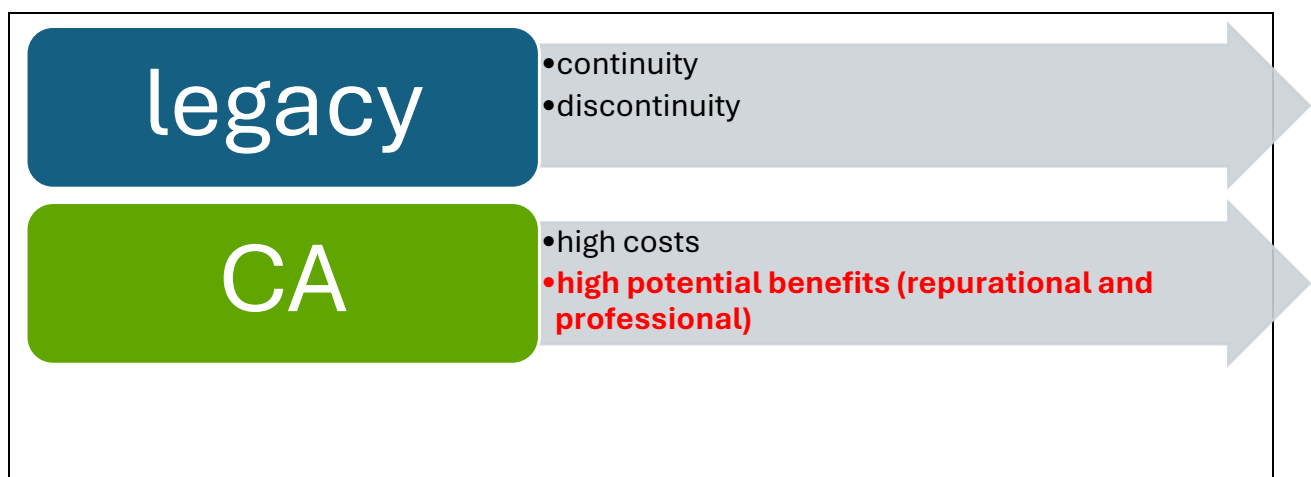 legacy
•continuity
•discontinuity
CA
•high costs
•high potential benefits (repurational and
professional)